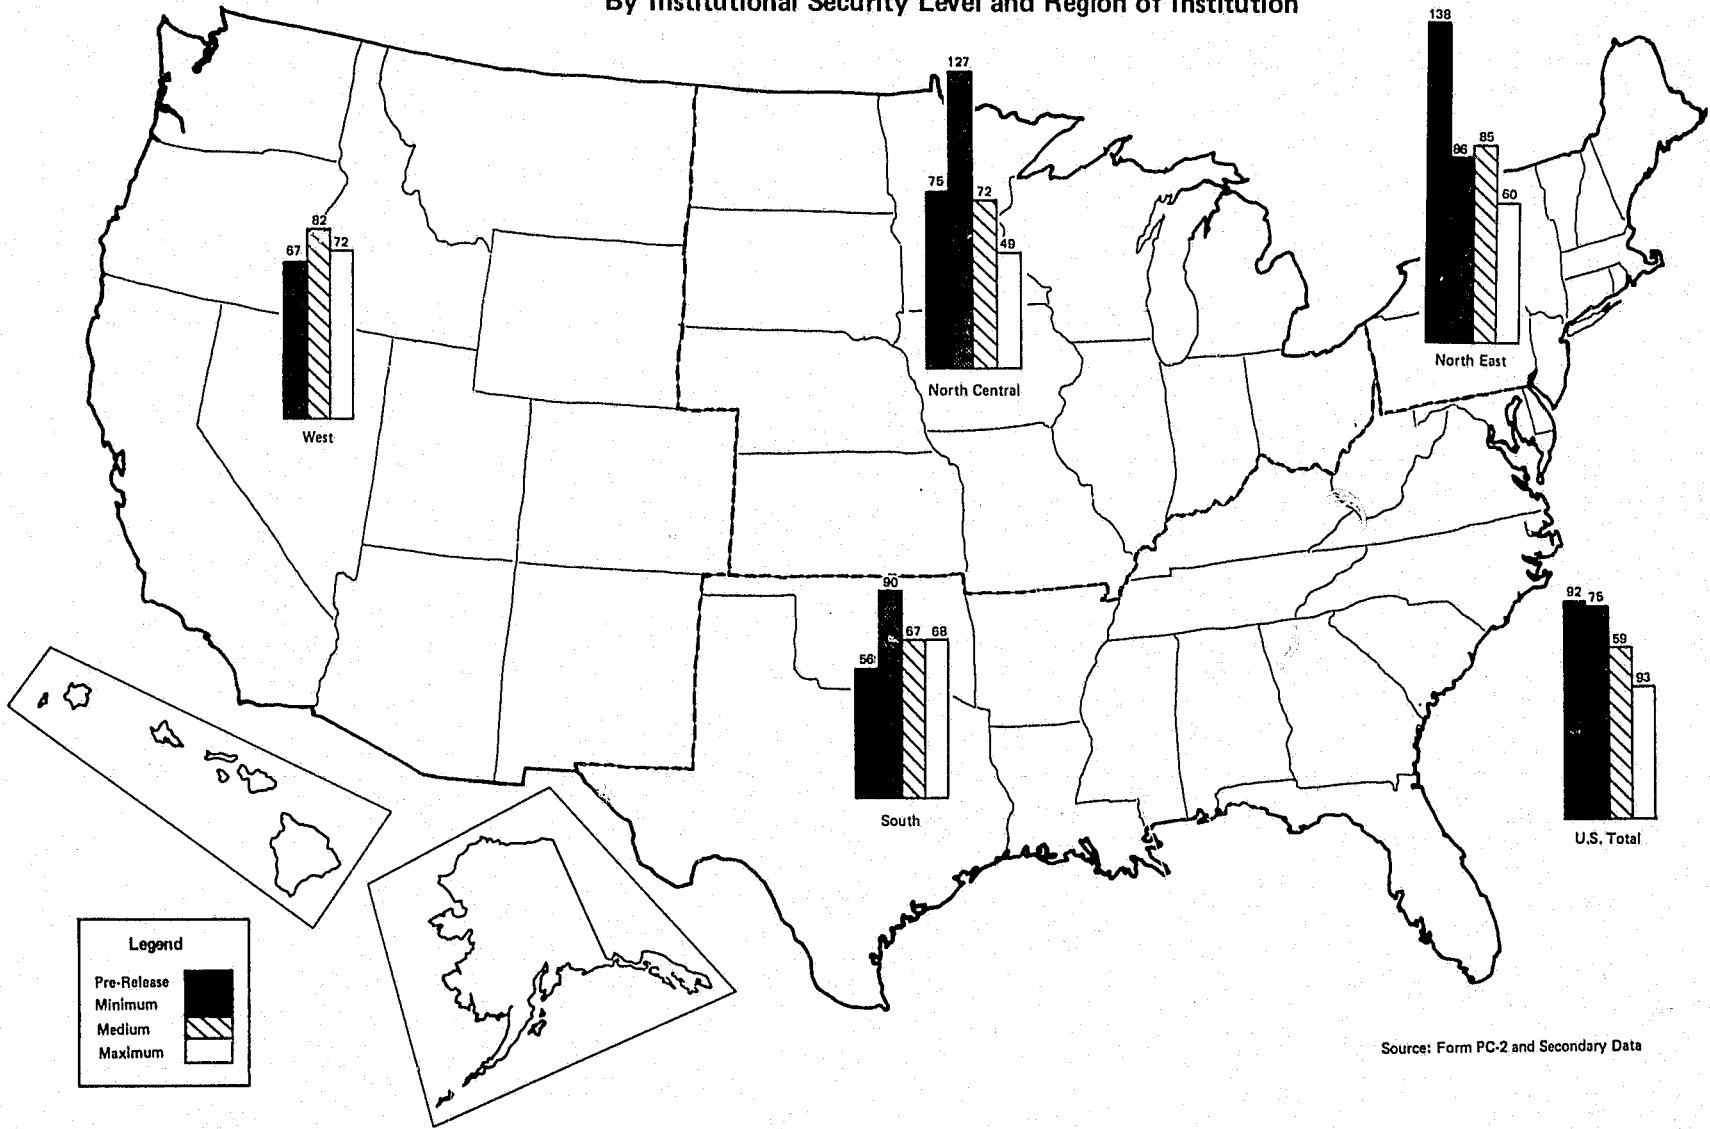 By Institutional Security Level and Region of Institution
138
86
85
60
North East
127
75
72
49
North Central
82
67
72
West
90
56
67
68
South
92
75
59
93
U.S. Total
Legend
Pre-Release
Minimum
Medium
Maximum
Source: Form PC-2 and Secondary Data